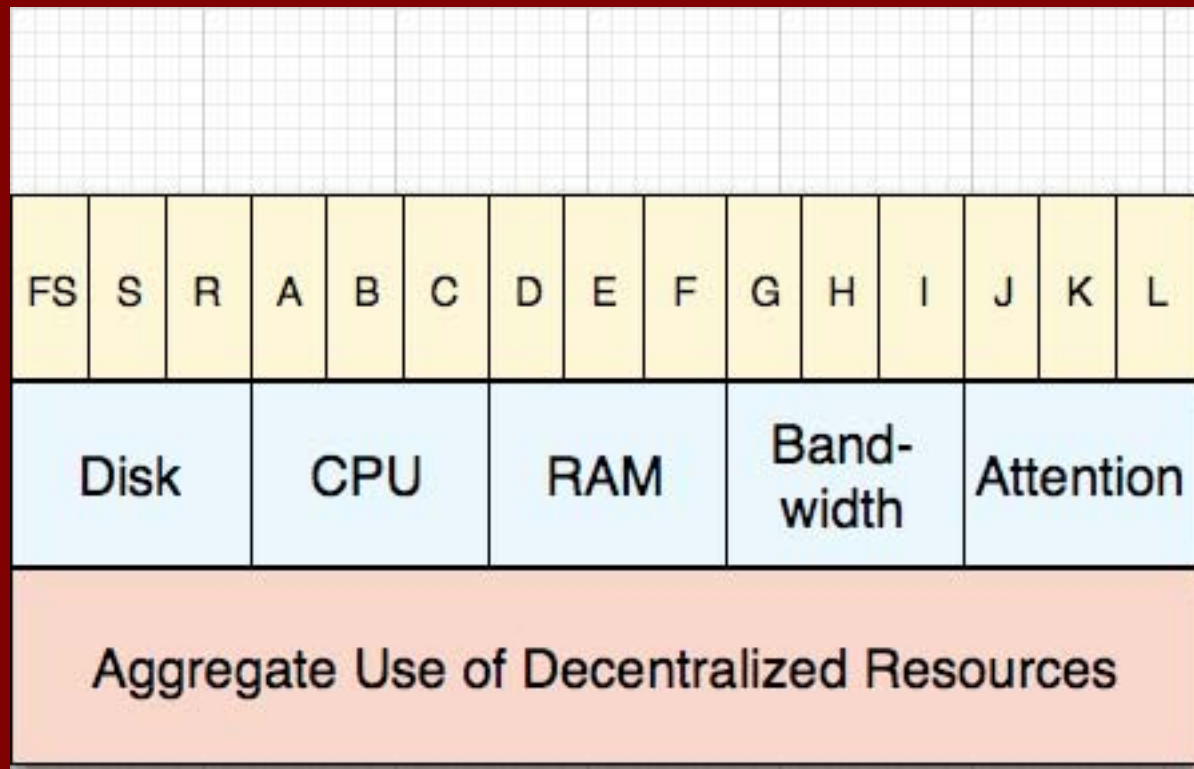 FS S R A B C D E F G H I J K L
Disk CPU RAM Band-
width Attention
Aggregate Use of Decentralized Resources